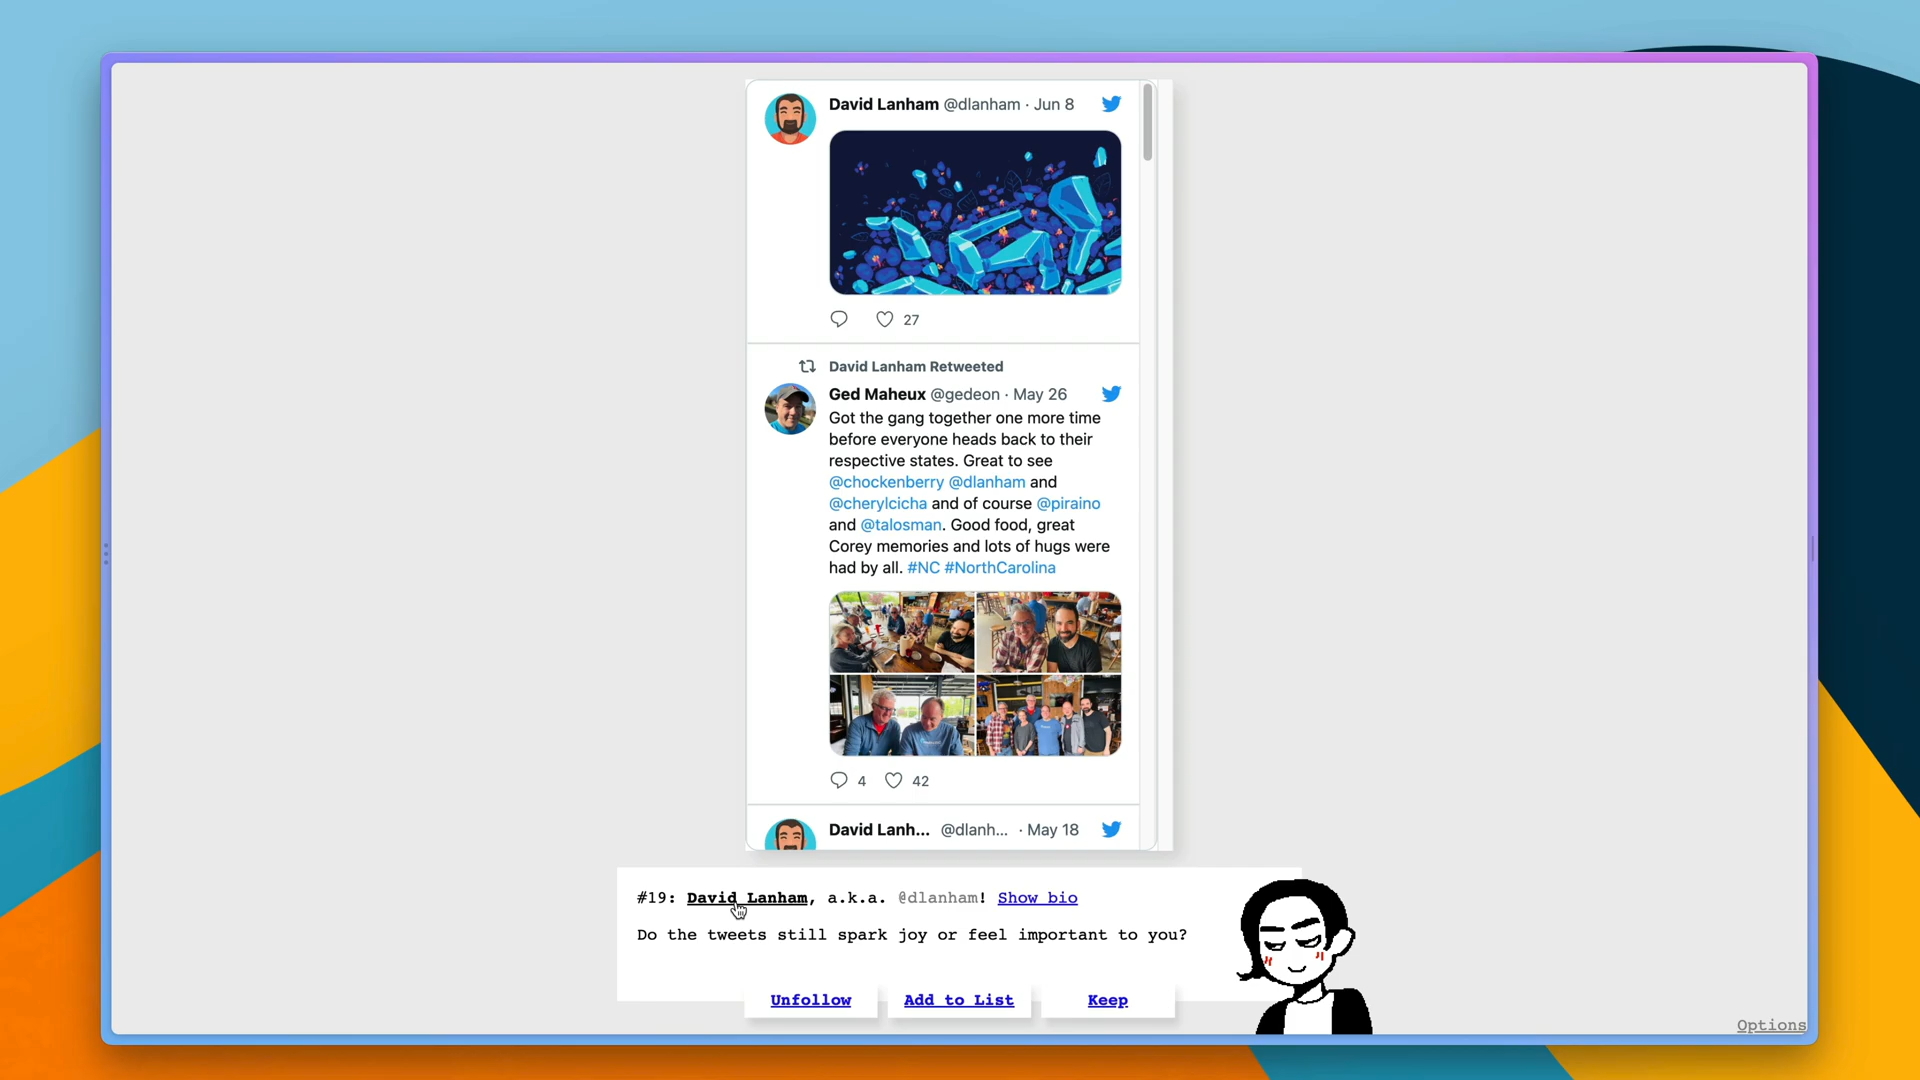 David Lanham @dlanham · Jun 8
27
David Lanham Retweeted
Ged Maheux @gedeon · May 26
Got the gang together one more time
before everyone heads back to their
respective states. Great to see
@chockenberry @dlanham and
@cherylcicha and of course @piraino
and @talosman. Good food, great
Corey memories and lots of hugs were
had by all. #NC #NorthCarolina
4 42
David Lanh... @dlanh... · May 18
#19: David Lanham, a.k.a. @dlanham! Show bio
Do the tweets still spark joy or feel important to you?
Unfollow Add to List Keep
Options